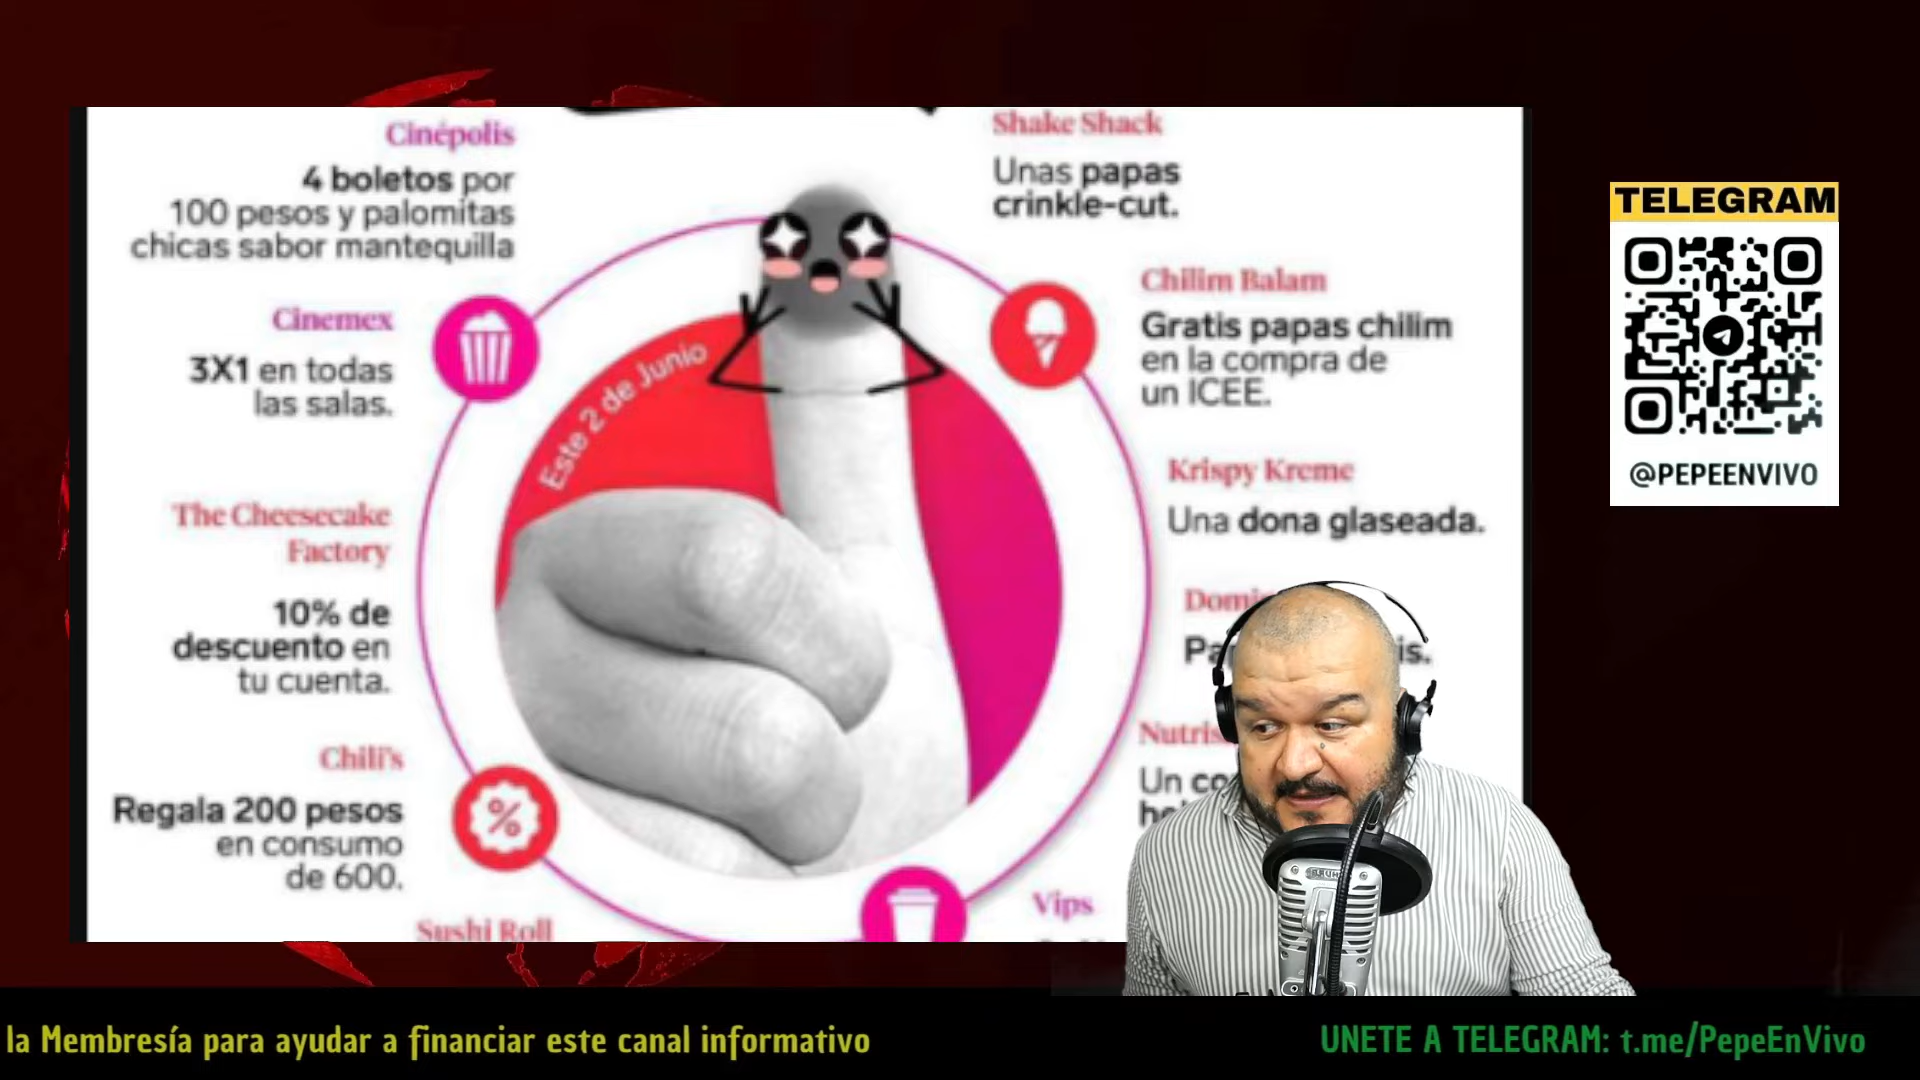 Cinépolis
4 boletos por
100 pesos y palomitas
chicas sabor mantequilla
Cinemex
3X1 en todas
las salas.
The Cheesecake
Factory
10% de
descuento en
tu cuenta.
Chili's
Regala 200 pesos
en consumo
de 600.
Sushi Roll
Este 2 de Junio
%
Shake Shack
Unas papas
crinkle-cut.
Chilim Balam
Gratis papas chilim
en la compra de
un ICEE.
Krispy Kreme
Una dona glaseada.
Un
Vips
TELEGRAM
@PEPEENVIVO
la Membresía para ayudar a financiar este canal informativo
UNETE A TELEGRAM: t.me/PepeEnVivo